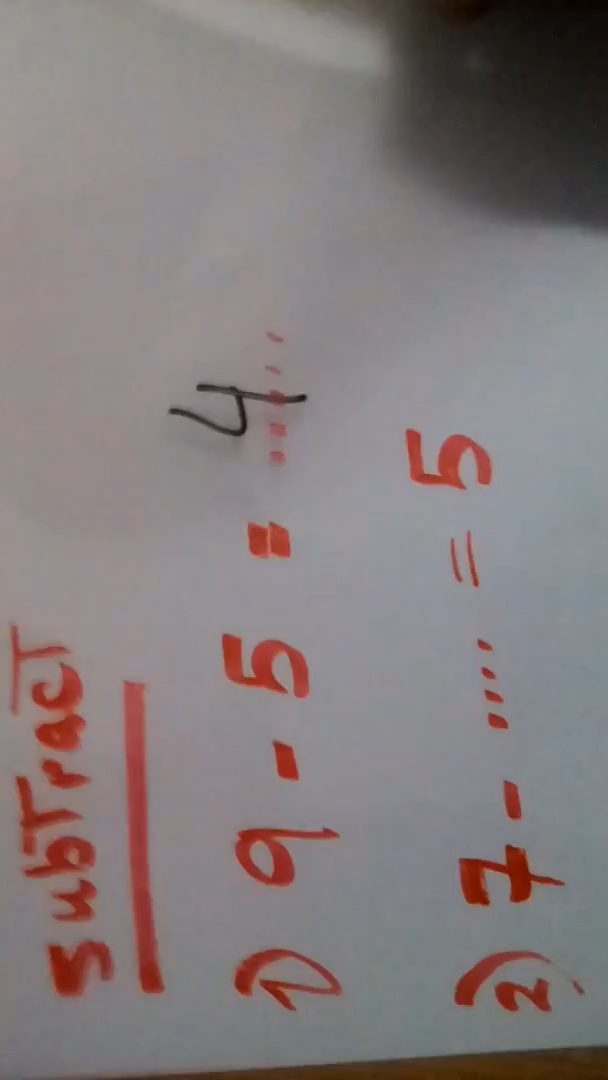 SubTracT
1) 9 - 5 = ...4...
2) 7 - .... = 5